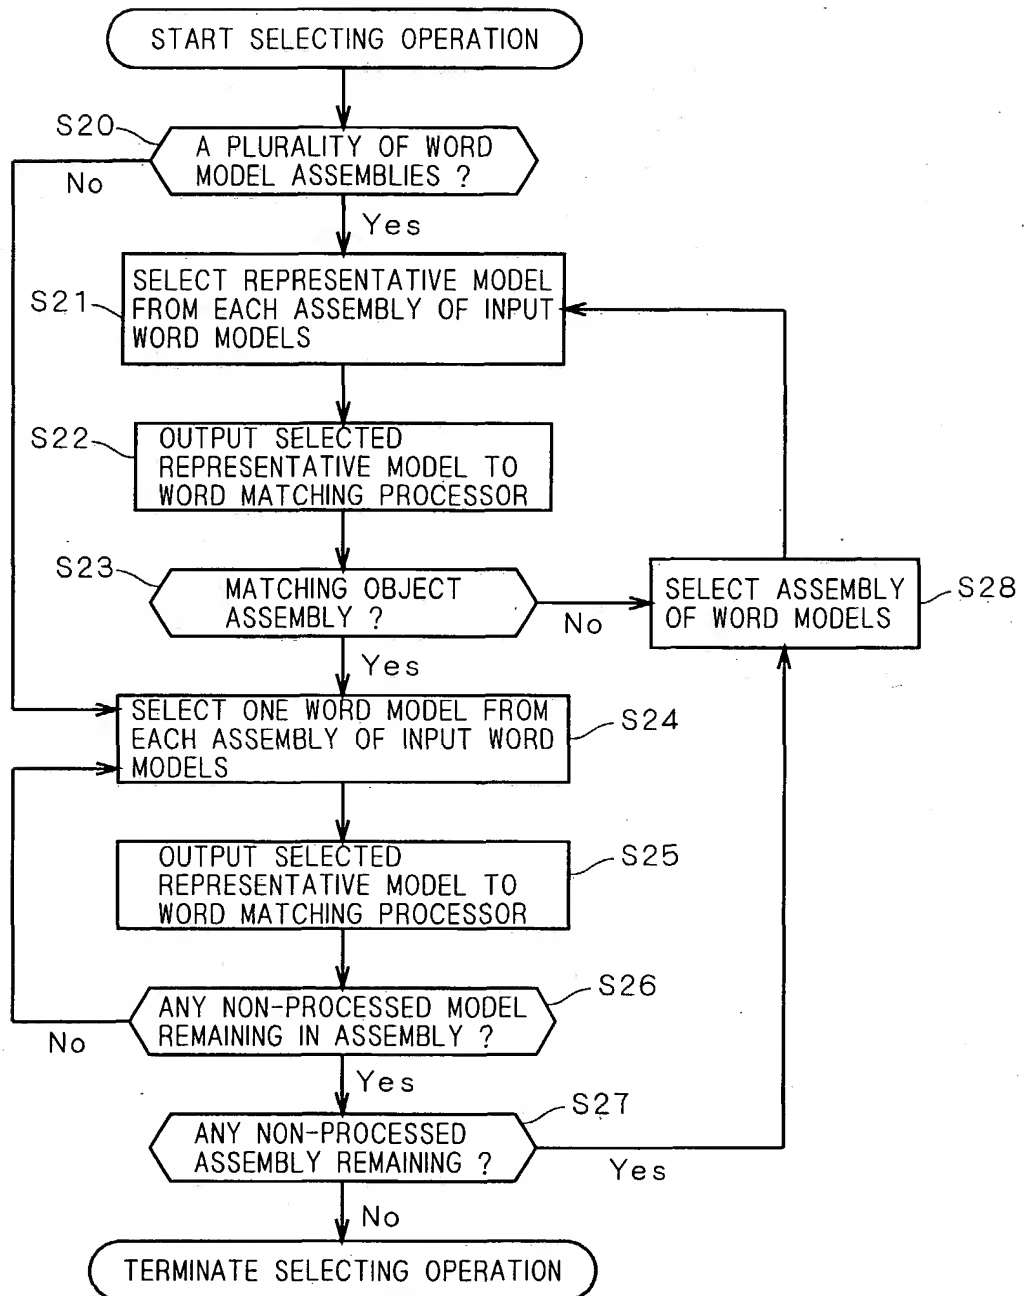 START SELECTING OPERATION
S20
A PLURALITY OF WORD
MODEL ASSEMBLIES ?
No
Yes
S21
SELECT REPRESENTATIVE MODEL
FROM EACH ASSEMBLY OF INPUT
WORD MODELS
S22
OUTPUT SELECTED
REPRESENTATIVE MODEL TO
WORD MATCHING PROCESSOR
S23
MATCHING OBJECT
ASSEMBLY ?
No
Yes
SELECT ASSEMBLY
OF WORD MODELS
S28
SELECT ONE WORD MODEL FROM
EACH ASSEMBLY OF INPUT WORD
MODELS
S24
OUTPUT SELECTED
REPRESENTATIVE MODEL TO
WORD MATCHING PROCESSOR
S25
ANY NON-PROCESSED MODEL
REMAINING IN ASSEMBLY ?
S26
No
Yes
ANY NON-PROCESSED
ASSEMBLY REMAINING ?
S27
Yes
No
TERMINATE SELECTING OPERATION